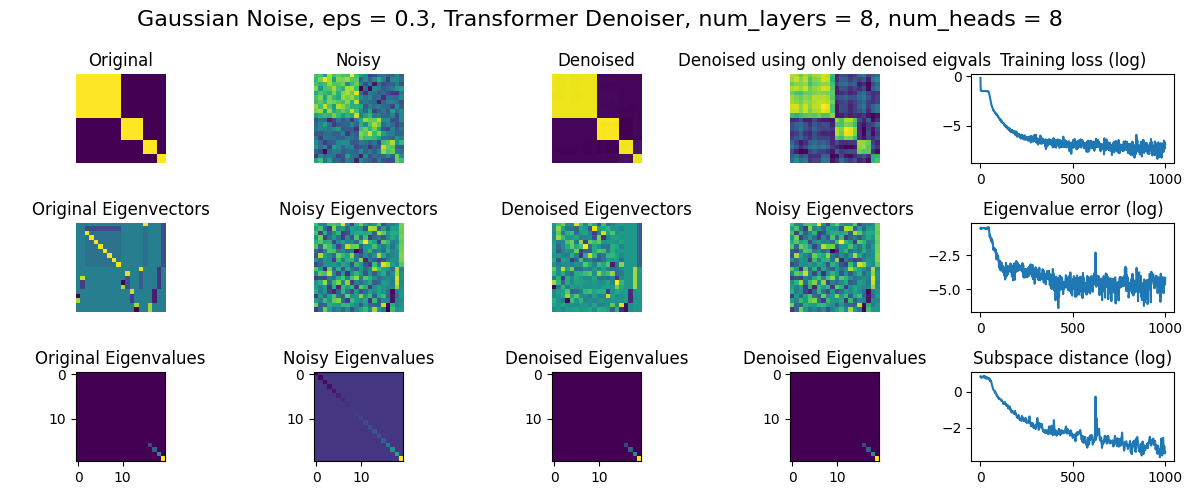 Gaussian Noise, eps = 0.3, Transformer Denoiser, num_layers = 8, num_heads = 8
Original
Noisy
Denoised
Denoised using only denoised eigvals
Training loss (log)
0
−5
0
500
1000
Original Eigenvectors
Noisy Eigenvectors
Denoised Eigenvectors
Noisy Eigenvectors
Eigenvalue error (log)
−2.5
−5.0
0
500
1000
Original Eigenvalues
Noisy Eigenvalues
Denoised Eigenvalues
Denoised Eigenvalues
Subspace distance (log)
0
10
0
10
0
10
0
10
0
10
0
10
0
10
0
10
0
−2
0
500
1000